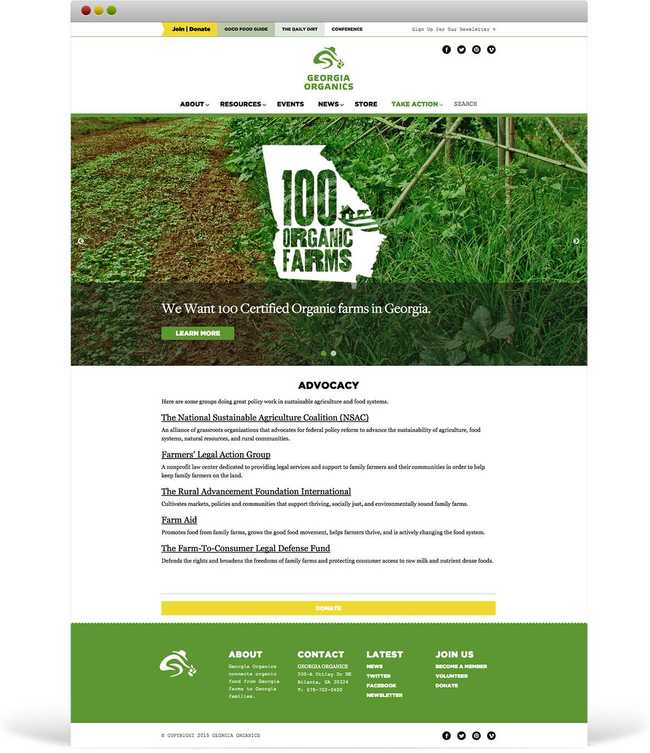 Join | Donate
GOOD FOOD GUIDE
THE DAILY DIRT
CONFERENCE
Sign Up for Our Newsletter
GEORGIA
ORGANICS
ABOUT
RESOURCES
EVENTS
NEWS
STORE
TAKE ACTION
SEARCH
100
ORGANIC
FARMS
We Want 100 Certified Organic farms in Georgia.
LEARN MORE
ADVOCACY
Here are some groups doing great policy work in sustainable agriculture and food systems.
The National Sustainable Agriculture Coalition (NSAC)
An alliance of grassroots organizations that advocates for federal policy reform to advance the sustainability of agriculture, food
systems, natural resources, and rural communities.
Farmers' Legal Action Group
A nonprofit law center dedicated to providing legal services and support to family farmers and their communities in order to help
keep family farmers on the land.
The Rural Advancement Foundation International
Cultivates markets, policies and communities that support thriving, socially just, and environmentally sound family farms.
Farm Aid
Promotes food from family farms, grows the good food movement, helps farmers thrive, and is actively changing the food system.
The Farm-To-Consumer Legal Defense Fund
Defends the rights and broadens the freedoms of family farms and protecting consumer access to raw milk and nutrient dense foods.
DONATE
ABOUT
Georgia Organics
connects organic
food from Georgia
farms to Georgia
families.
CONTACT
GEORGIA ORGANICS
200-A Ottley Dr NE
Atlanta, GA 30324
T: 678-702-0400
LATEST
NEWS
TWITTER
FACEBOOK
NEWSLETTER
JOIN US
BECOME A MEMBER
VOLUNTEER
DONATE
© COPYRIGHT 2015 GEORGIA ORGANICS